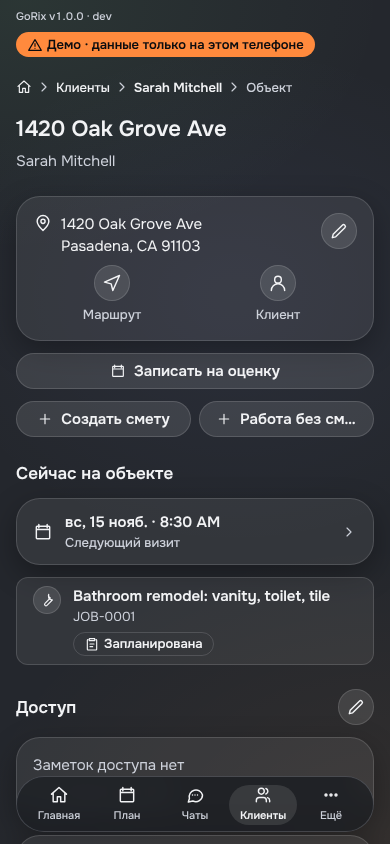 GoRix v1.0.0 · dev
Демо · данные только на этом телефоне
Клиенты > Sarah Mitchell > Объект
1420 Oak Grove Ave
Sarah Mitchell
1420 Oak Grove Ave
Pasadena, CA 91103
Маршрут Клиент
Записать на оценку
+ Создать смету + Работа без см...
Сейчас на объекте
вс, 15 нояб. · 8:30 AM
Следующий визит
Bathroom remodel: vanity, toilet, tile
JOB-0001
Запланирована
Доступ
Заметок доступа нет
Главная План Чаты Клиенты Ещё